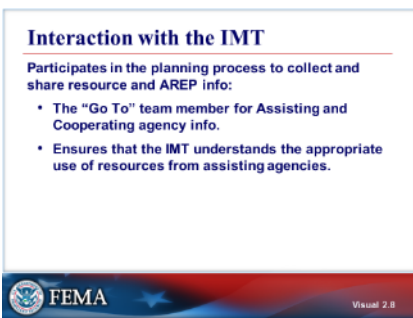 Interaction with the IMT
Participates in the planning process to collect and
share resource and AREP info:
• The “Go To” team member for Assisting and
Cooperating agency info.
• Ensures that the IMT understands the appropriate
use of resources from assisting agencies.
FEMA
Visual 2.8